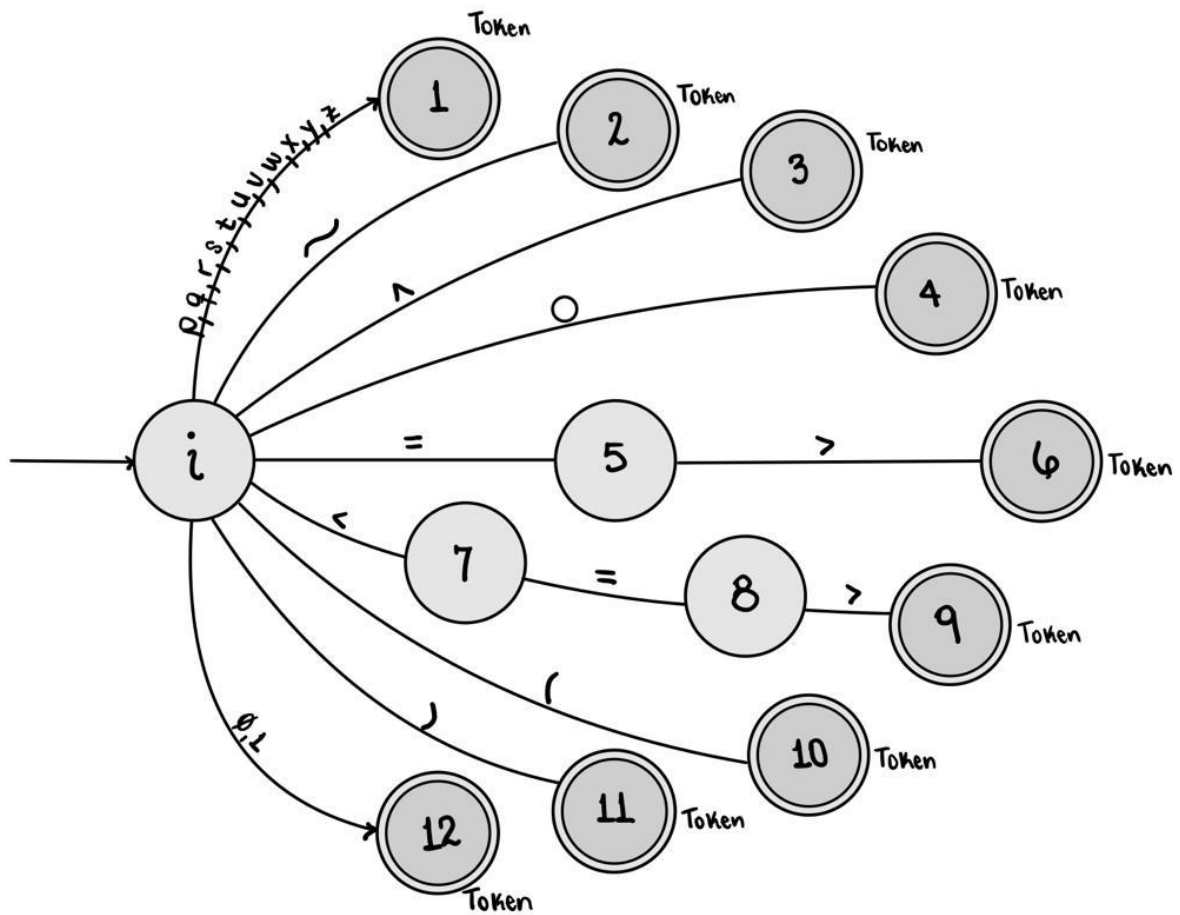 Token
1
Token
2
Token
3
Token
p,q,r,s,t,u,v,w,x,y,z
~
^
o
4
Token
i
=
5
>
6
Token
<
7
=
8
>
9
Token
(
)
0,1
10
Token
11
Token
12
Token